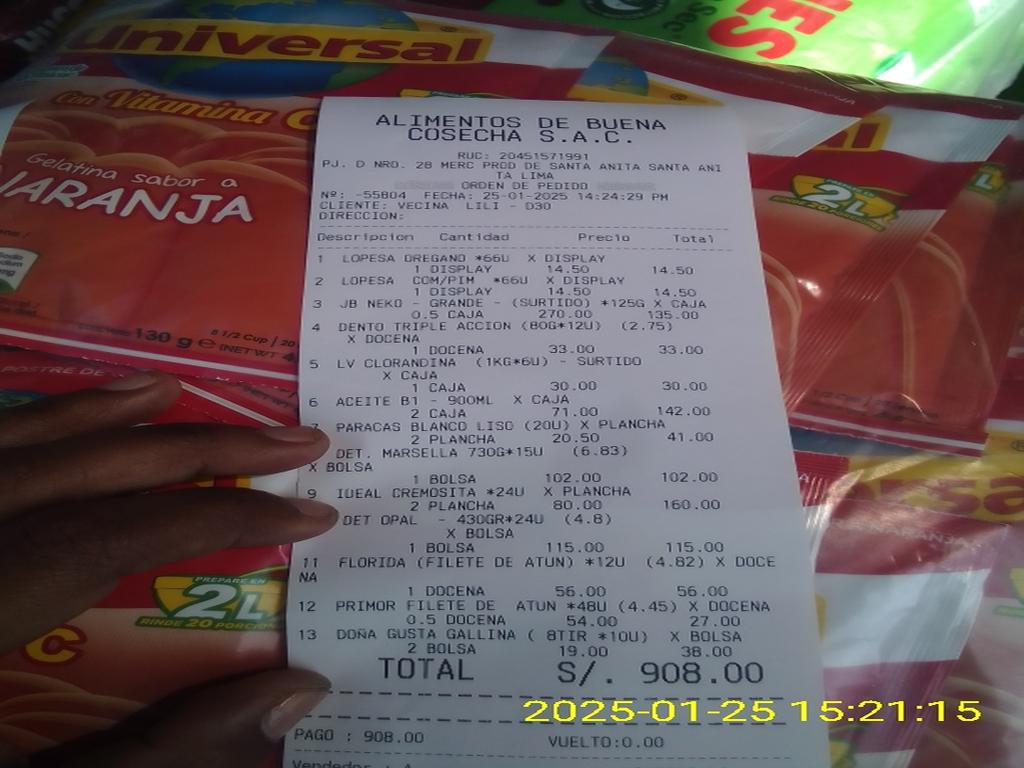 universal
Con Vitamina C
Gelatina sabor a
NARANJA
130 g e
8 1/2 Cup
(NET WT
POSTRE DE
PREPARE EN
2L
RINDE 20 PORCIONES
C
2L
ALIMENTOS DE BUENA
COSECHA S.A.C.
RUC: 20451571991
PJ. D NRO. 28 MERC PROD DE SANTA ANITA SANTA ANI
TA LIMA
ORDEN DE PEDIDO
Nº: -55804 FECHA: 25-01-2025 14:24:29 PM
CLIENTE: VECINA LILI - D30
DIRECCION:
Descripcion Cantidad Precio Total
1 LOPESA OREGANO *66U X DISPLAY
1 DISPLAY 14.50 14.50
2 LOPESA COM/PIM *66U X DISPLAY
1 DISPLAY 14.50 14.50
3 JB NEKO - GRANDE - (SURTIDO) *125G X CAJA
0.5 CAJA 270.00 135.00
4 DENTO TRIPLE ACCION (80G*12U) (2.75)
X DOCENA
1 DOCENA 33.00 33.00
5 LV CLORANDINA (1KG*6U) - SURTIDO
X CAJA
1 CAJA 30.00 30.00
6 ACEITE B1 - 900ML X CAJA
2 CAJA 71.00 142.00
7 PARACAS BLANCO LISO (20U) X PLANCHA
2 PLANCHA 20.50 41.00
DET. MARSELLA 730G*15U (6.83)
X BOLSA
1 BOLSA 102.00 102.00
9 IDEAL CREMOSITA *24U X PLANCHA
2 PLANCHA 80.00 160.00
DET OPAL - 430GR*24U (4.8)
X BOLSA
1 BOLSA 115.00 115.00
11 FLORIDA (FILETE DE ATUN) *12U (4.82) X DOCE
NA
1 DOCENA 56.00 56.00
12 PRIMOR FILETE DE ATUN *48U (4.45) X DOCENA
0.5 DOCENA 54.00 27.00
13 DOÑA GUSTA GALLINA ( 8TIR *10U) X BOLSA
2 BOLSA 19.00 38.00
TOTAL S/. 908.00
PAGO : 908.00 VUELTO:0.00
Vendedor : A
2025-01-25 15:21:15